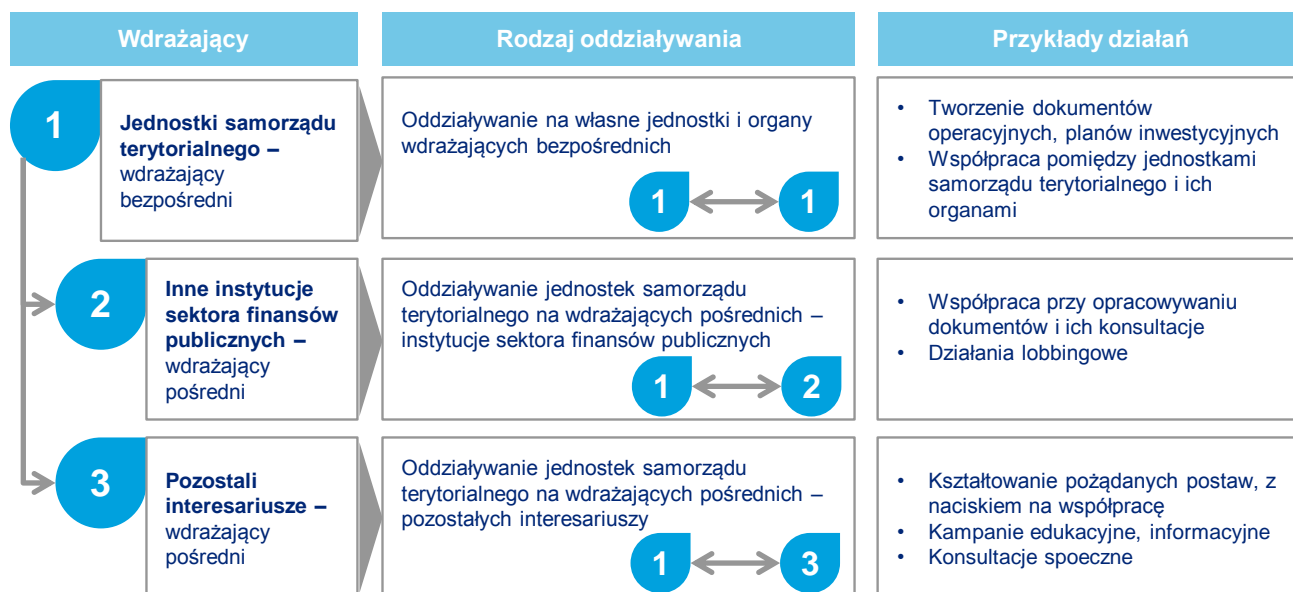 Wdrażający
Rodzaj oddziaływania
Przykłady działań
1
Jednostki samorządu
terytorialnego –
wdrażający
bezpośredni
Oddziaływanie na własne jednostki i organy
wdrażających bezpośrednich
1
1
• Tworzenie dokumentów
operacyjnych, planów inwestycyjnych
• Współpraca pomiędzy jednostkami
samorządu terytorialnego i ich
organami
2
Inne instytucje
sektora finansów
publicznych –
wdrażający
pośredni
Oddziaływanie jednostek samorządu
terytorialnego na wdrażających pośrednich –
instytucje sektora finansów publicznych
1
2
• Współpraca przy opracowywaniu
dokumentów i ich konsultacje
• Działania lobbingowe
3
Pozostali
interesariusze –
wdrażający
pośredni
Oddziaływanie jednostek samorządu
terytorialnego na wdrażających pośrednich –
pozostałych interesariuszy
1
3
• Kształtowanie pożądanych postaw, z
naciskiem na współpracę
• Kampanie edukacyjne, informacyjne
• Konsultacje spoeczne